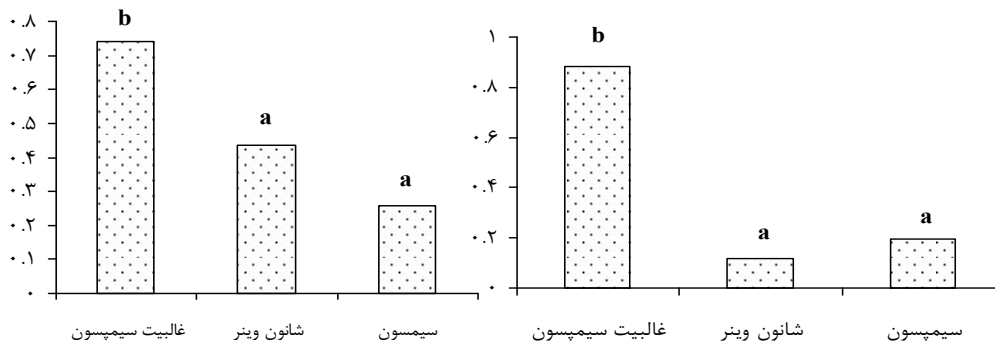 ۰.۸
۰.۷
۰.۶
۰.۵
۰.۴
۰.۳
۰.۲
۰.۱
۰
b
a
a
غالبیت سیمپسون
شانون وینر
سیمسون
۱
۰.۸
۰.۶
۰.۴
۰.۲
۰
b
a
a
غالبیت سیمپسون
شانون وینر
سیمپسون